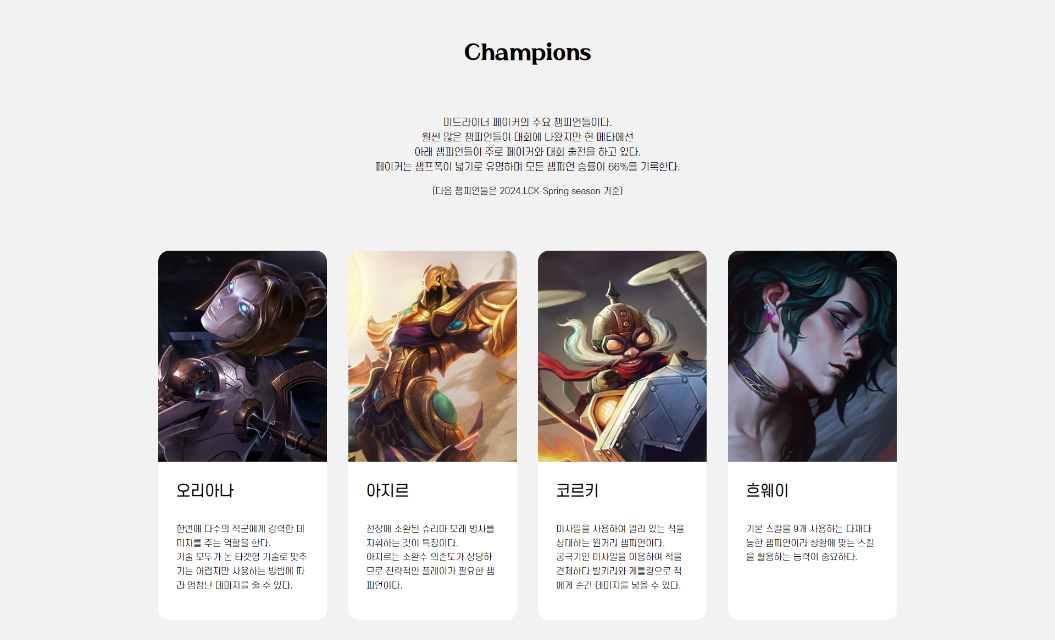 Champions
미드라이너 페이커의 주요 챔피언들이다.
훨씬 많은 챔피언들이 대회에 나왔지만 현 메타에선
아래 챔피언들이 주로 페이커와 대회 출전을 하고 있다.
페이커는 챔프폭이 넓기로 유명하며 모든 챔피언 승률이 66%를 기록한다.
(다음 챔피언들은 2024.LCK-Spring season 기준)
오리아나
한번에 다수의 적군에게 강력한 데
미지를 주는 역할을 한다.
기술 모두가 논 타겟형 기술로 맞추
기는 어렵지만 사용하는 방법에 따
라 엄청난 데미지를 줄 수 있다.
아지르
전장에 소환된 슈리마 모래 병사를
지휘하는 것이 특징이다.
아지르는 소환수 의존도가 상당하
므로 전략적인 플레이가 필요한 챔
피언이다.
코르키
미사일을 사용하여 멀리 있는 적을
상대하는 원거리 챔피언이다.
궁극기인 미사일을 이용하여 적을
견제하다 발키리와 개틀링으로 적
에게 순간 데미지를 넣을 수 있다.
흐웨이
기본 스킬을 9개 사용하는 다재다
능한 챔피언이라 상황에 맞는 스킬
을 활용하는 능력이 중요하다.